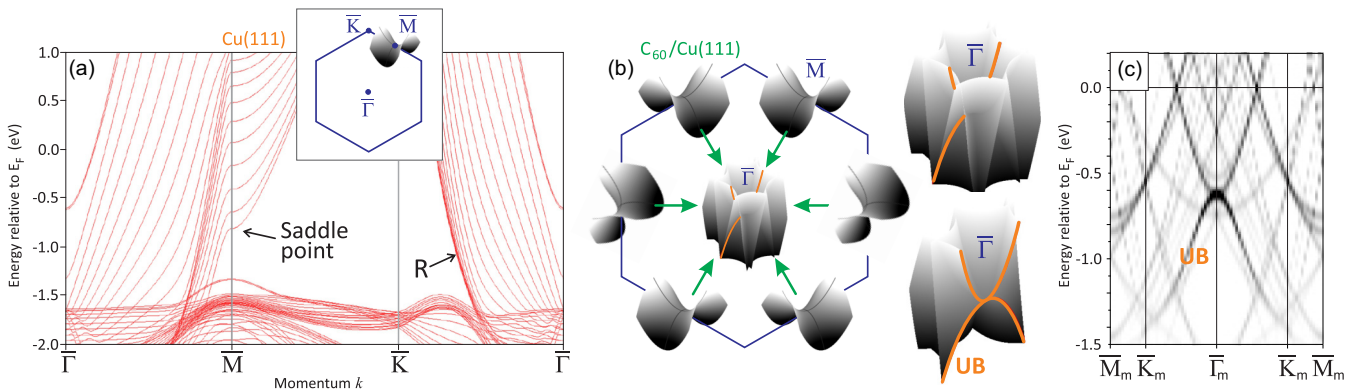 Cu(111)
(a)
K̅
M̅
Γ̅
1.0
0.5
0.0
-0.5
-1.0
-1.5
-2.0
Energy relative to E_F (eV)
Saddle
point
R
Γ̅
M̅
K̅
Γ̅
Momentum k
(b)
C₆₀/Cu(111)
M̅
Γ̅
Γ̅
Γ̅
UB
(c)
0.0
-0.5
-1.0
-1.5
Energy relative to E_F (eV)
UB
M̅ₘ
K̅ₘ
Γ̅ₘ
K̅ₘ
M̅ₘ